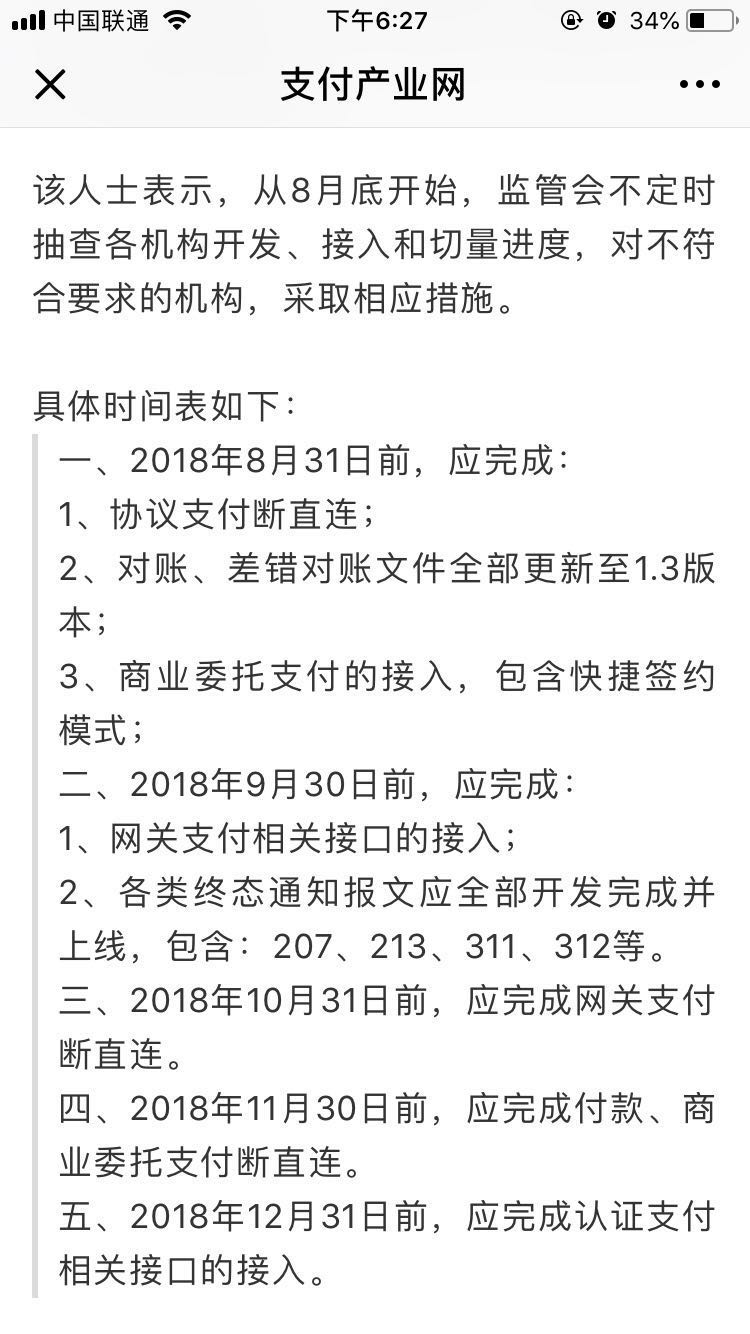 中国联通 下午6:27 34%
支付产业网
该人士表示，从8月底开始，监管会不定时
抽查各机构开发、接入和切量进度，对不符
合要求的机构，采取相应措施。
具体时间表如下：
一、2018年8月31日前，应完成：
1、协议支付断直连；
2、对账、差错对账文件全部更新至1.3版
本；
3、商业委托支付的接入，包含快捷签约
模式；
二、2018年9月30日前，应完成：
1、网关支付相关接口的接入；
2、各类终态通知报文应全部开发完成并
上线，包含：207、213、311、312等。
三、2018年10月31日前，应完成网关支付
断直连。
四、2018年11月30日前，应完成付款、商
业委托支付断直连。
五、2018年12月31日前，应完成认证支付
相关接口的接入。